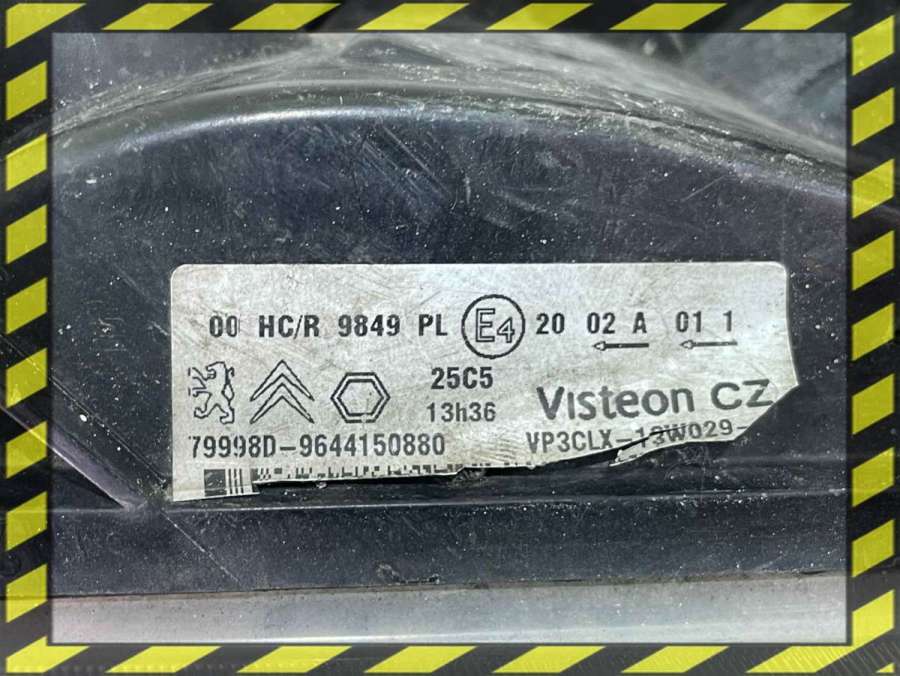 00 HC/R 9849 PL E4 20 02 A 01 1
25C5
13h36
Visteon CZ
79998D-9644150880 VP3CLX-13W029-